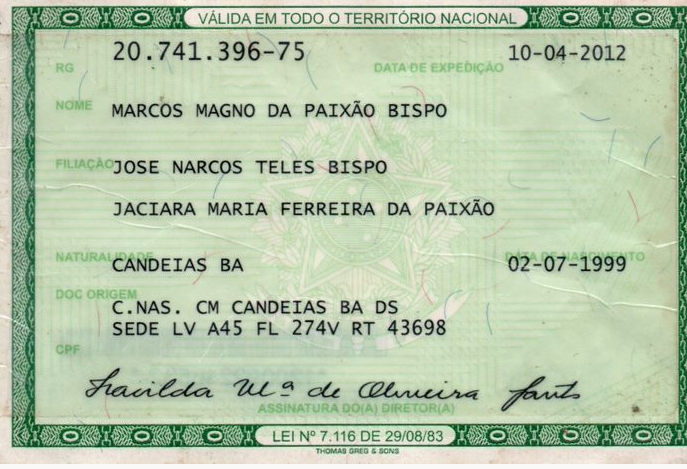 VÁLIDA EM TODO O TERRITÓRIO NACIONAL
RG 20.741.396-75 DATA DE EXPEDIÇÃO 10-04-2012
NOME MARCOS MAGNO DA PAIXÃO BISPO
FILIAÇÃO JOSE NARCOS TELES BISPO
JACIARA MARIA FERREIRA DA PAIXÃO
NATURALIDADE DATA DE NASCIMENTO
CANDEIAS BA 02-07-1999
DOC ORIGEM
C.NAS. CM CANDEIAS BA DS
SEDE LV A45 FL 274V RT 43698
CPF
Mª de Oliveira
ASSINATURA DO(A) DIRETOR(A)
LEI Nº 7.116 DE 29/08/83
THOMAS GREG & SONS